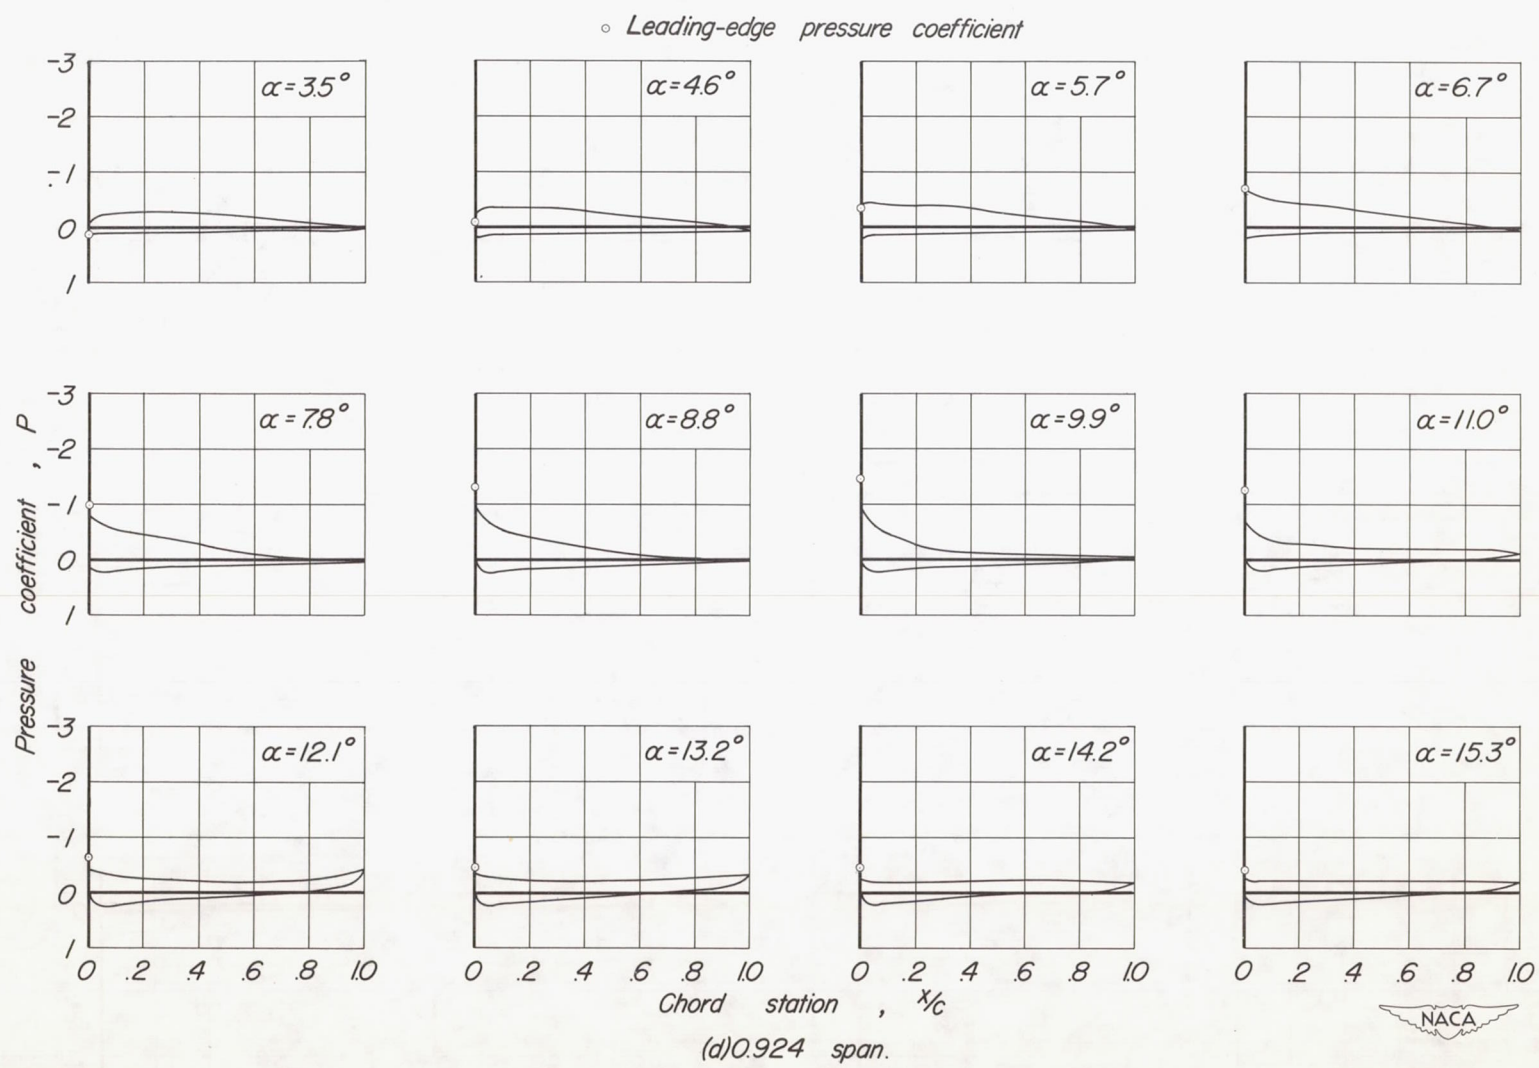 Leading-edge pressure coefficient
-3
-2
-1
0
1
α=3.5°
α=4.6°
α=5.7°
α=6.7°
-3
-2
-1
0
1
α=7.8°
α=8.8°
α=9.9°
α=11.0°
Pressure coefficient , P
-3
-2
-1
0
1
α=12.1°
α=13.2°
α=14.2°
α=15.3°
0 .2 .4 .6 .8 1.0
0 .2 .4 .6 .8 1.0
0 .2 .4 .6 .8 1.0
0 .2 .4 .6 .8 1.0
Chord station , x/c
(d)0.924 span.
NACA